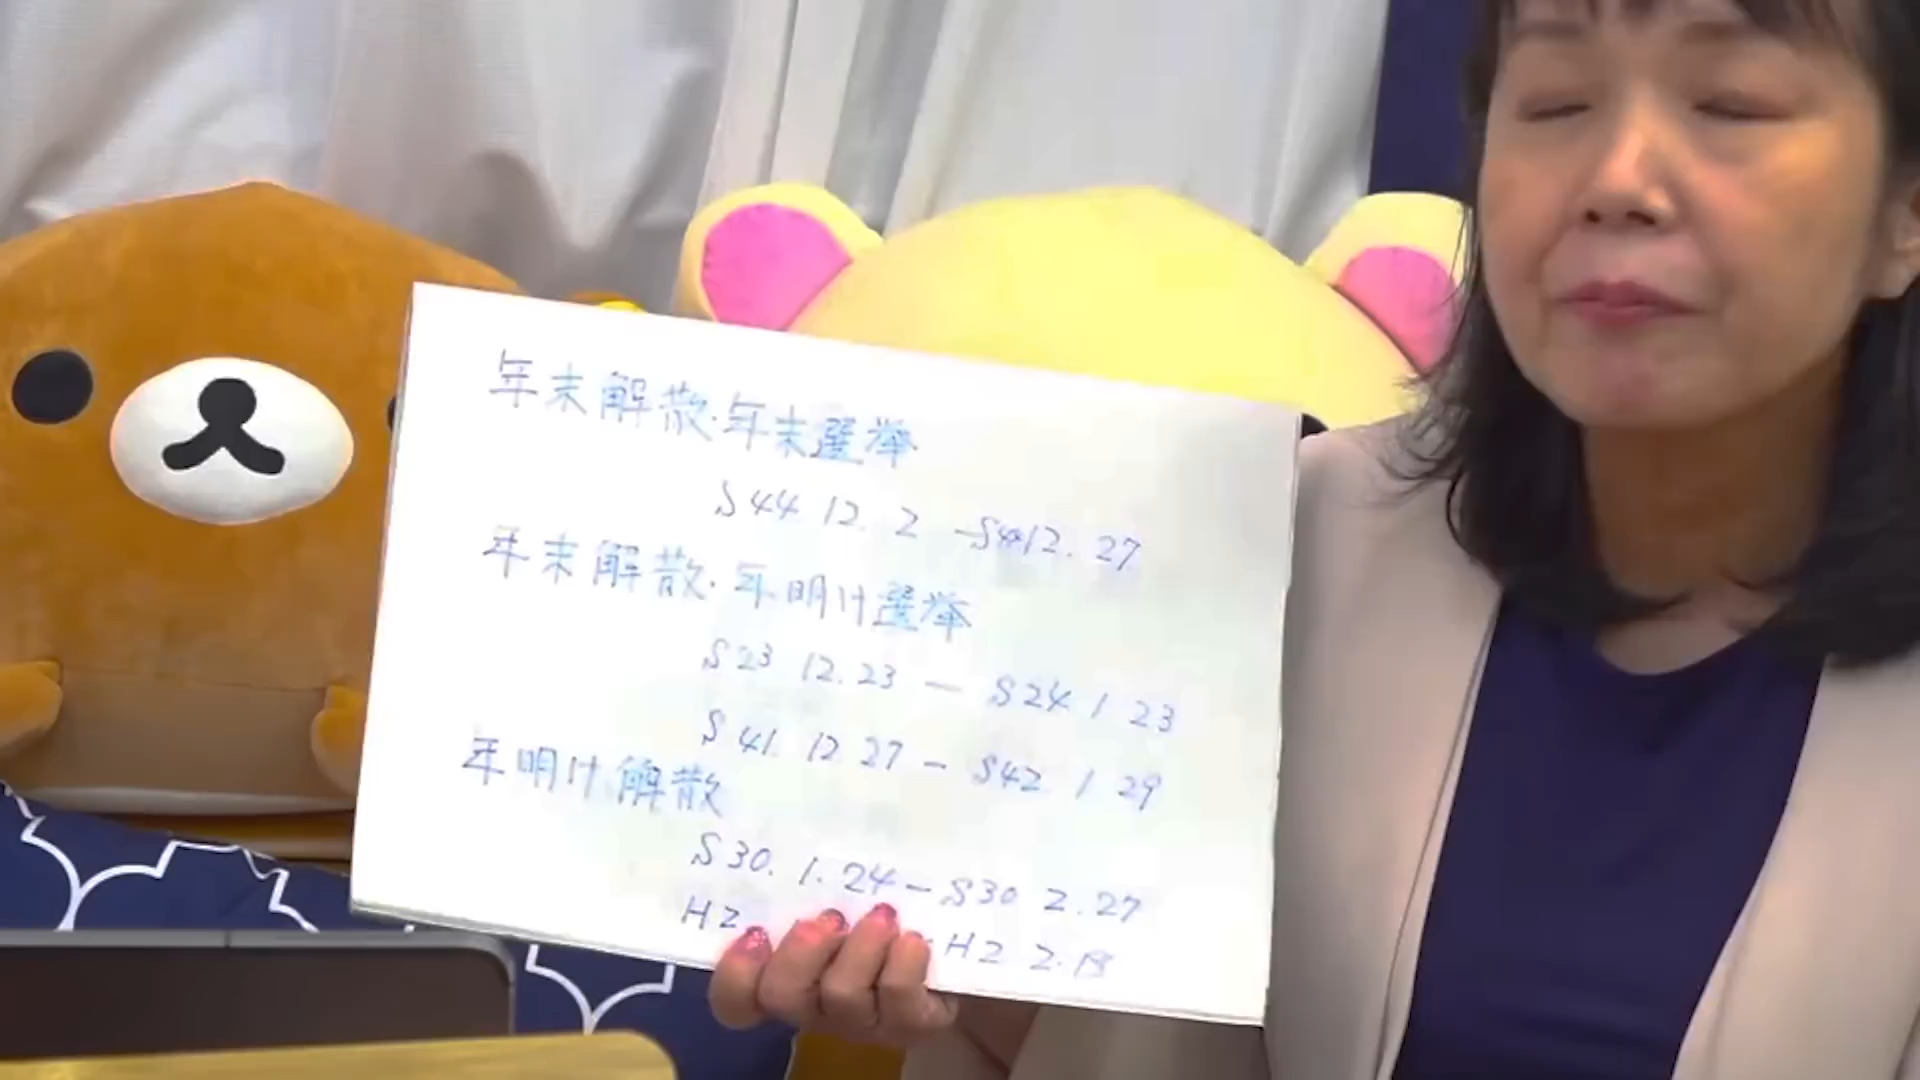 年末解散・年末選挙
S44. 12. 2 - S44 12. 27
年末解散・年明け選挙
S23 12.23 — S24 1 23
S41. 12 27 - S42. 1 29
年明け解散
S30. 1. 24 - S30 2.27
H2. H2 2.18